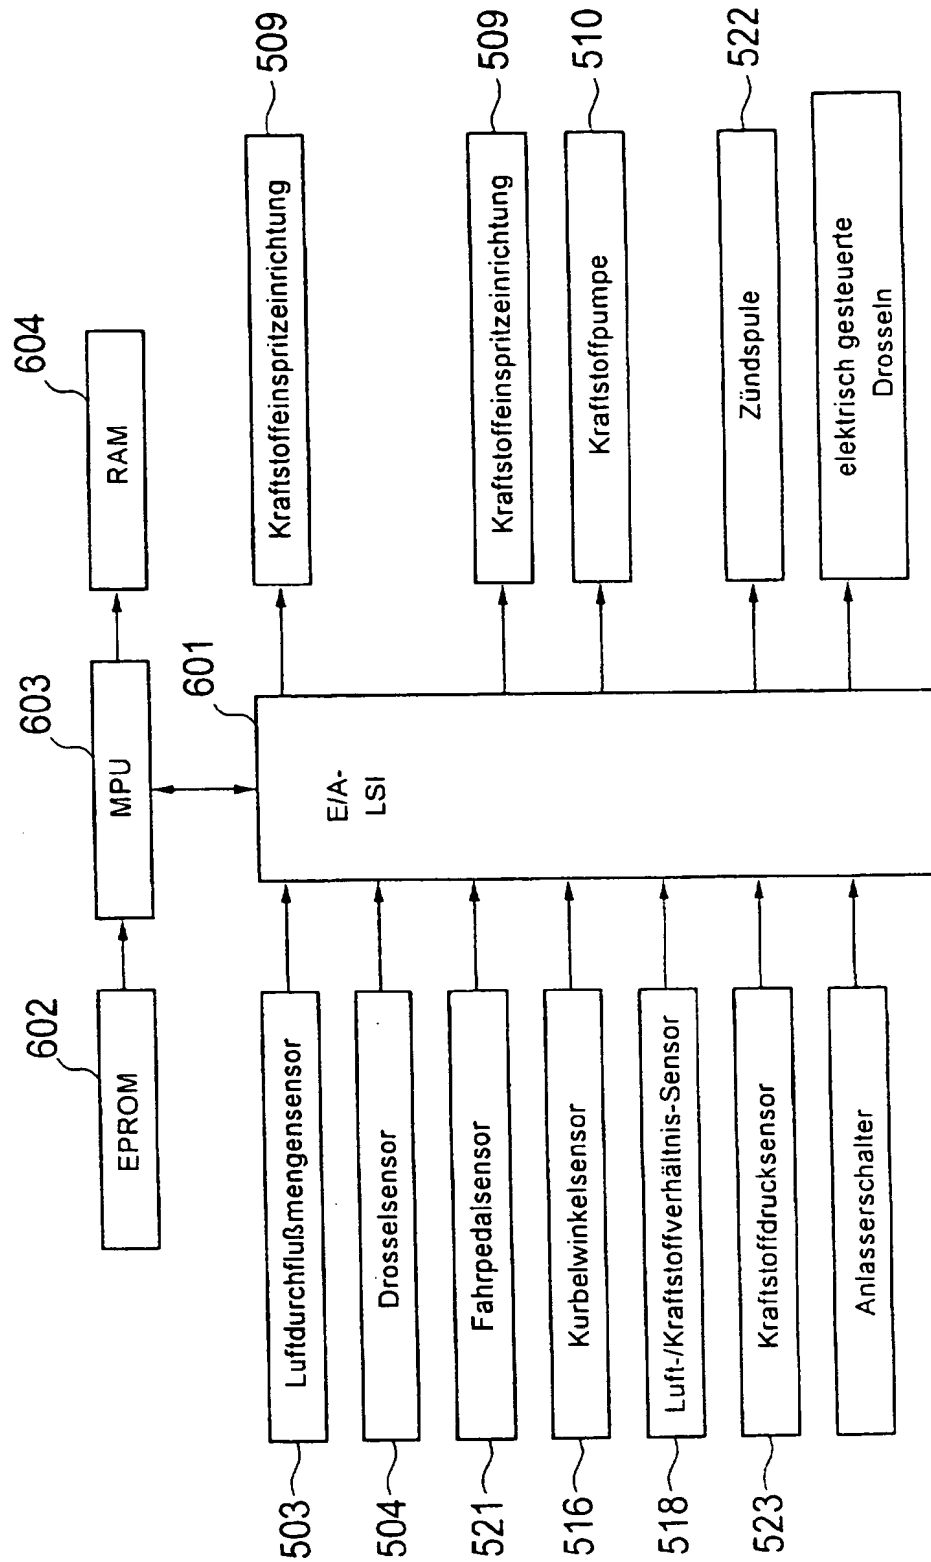 602
EPROM
603
MPU
604
RAM
601
E/A-
LSI
503
Luftdurchflußmengensensor
504
Drosselsensor
521
Fahrpedalsensor
516
Kurbelwinkelsensor
518
Luft-/Kraftstoffverhältnis-Sensor
523
Kraftstoffdrucksensor
Anlasserschalter
Kraftstoffeinspritzeinrichtung
509
Kraftstoffeinspritzeinrichtung
509
Kraftstoffpumpe
510
Zündspule
522
elektrisch gesteuerte
Drosseln